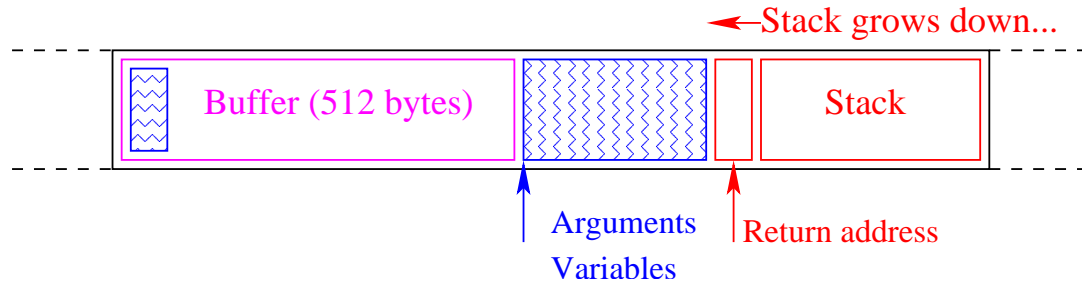 Stack grows down...
Buffer (512 bytes)
Stack
Arguments
Variables
Return address